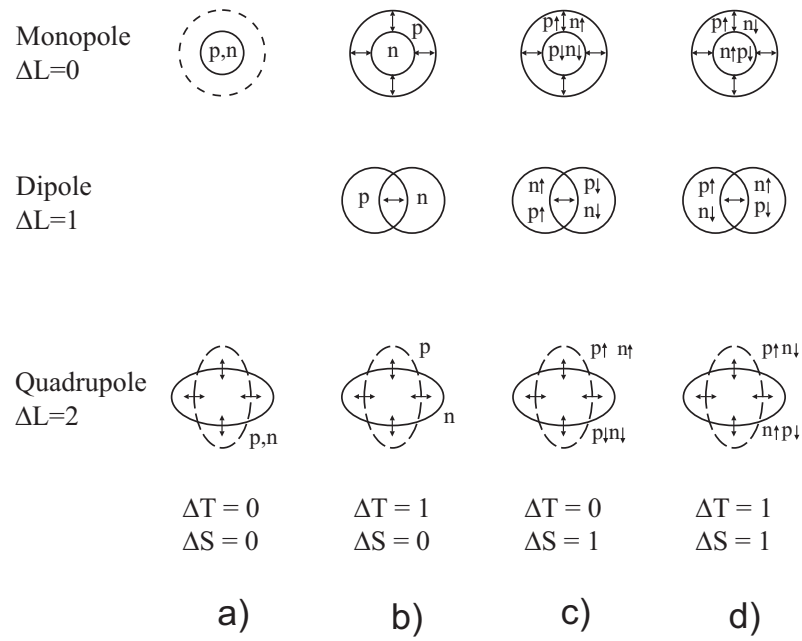 Monopole
ΔL=0
p,n
p
n
p↑ n↑
p↓n↓
p↑ n↓
n↑p↓
Dipole
ΔL=1
p n
n↑ p↓
p↑ n↓
p↑ n↑
n↓ p↓
Quadrupole
ΔL=2
p,n
p
n
p↑ n↑
p↓n↓
p↑n↓
n↑p↓
ΔT = 0 ΔT = 1 ΔT = 0 ΔT = 1
ΔS = 0 ΔS = 0 ΔS = 1 ΔS = 1
a) b) c) d)